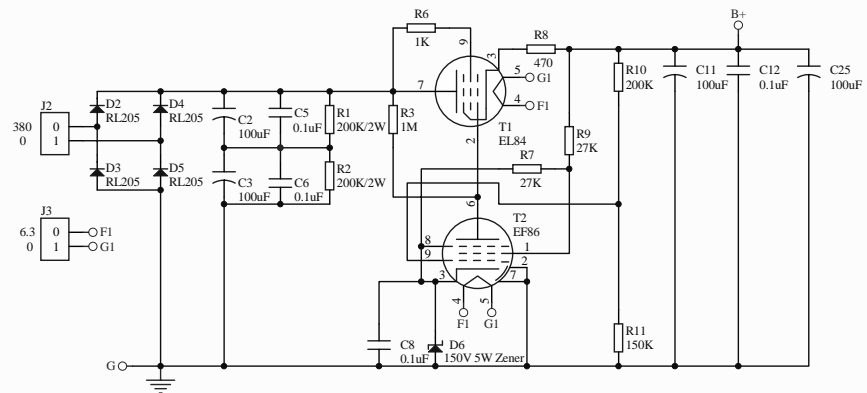 B+
R6
1K
9
3
R8
470
5
G1
4
F1
7
T1
EL84
2
J2
380 0
0 1
D2
RL205
D4
RL205
D3
RL205
D5
RL205
C2
100uF
C5
0.1uF
R1
200K/2W
R3
1M
C3
100uF
C6
0.1uF
R2
200K/2W
R7
27K
R9
27K
R10
200K
C11
100uF
C12
0.1uF
C25
100uF
J3
6.3 0
0 1
F1
G1
6
T2
EF86
8
9
1
2
3
7
4
5
F1
G1
C8
0.1uF
D6
150V 5W Zener
R11
150K
G